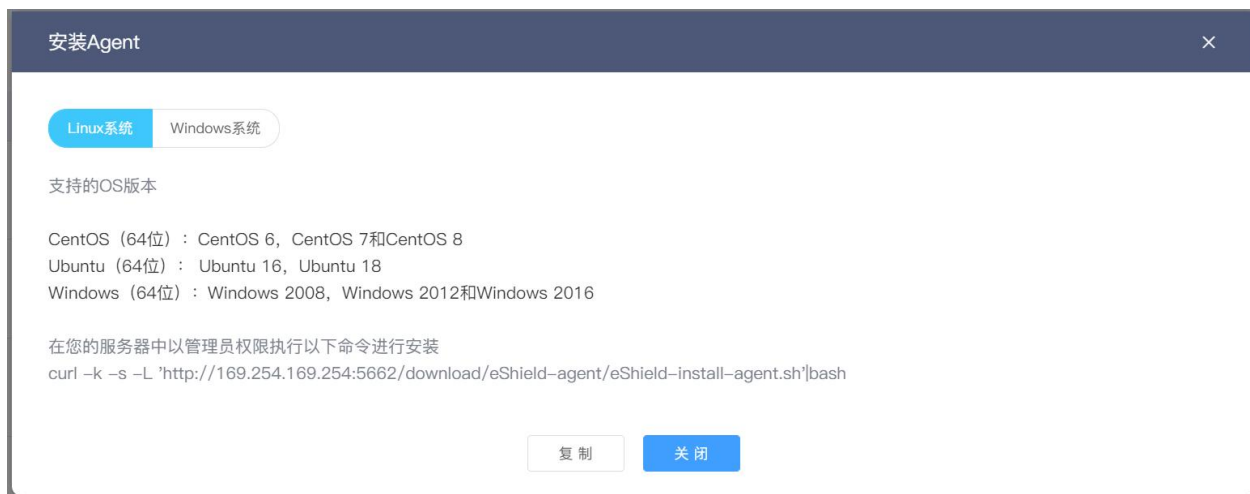 安装Agent
×
Linux系统 Windows系统
支持的OS版本
CentOS（64位）：CentOS 6，CentOS 7和CentOS 8
Ubuntu（64位）： Ubuntu 16，Ubuntu 18
Windows（64位）：Windows 2008，Windows 2012和Windows 2016
在您的服务器中以管理员权限执行以下命令进行安装
curl –k –s –L 'http://169.254.169.254:5662/download/eShield–agent/eShield–install–agent.sh'|bash
复 制 关 闭